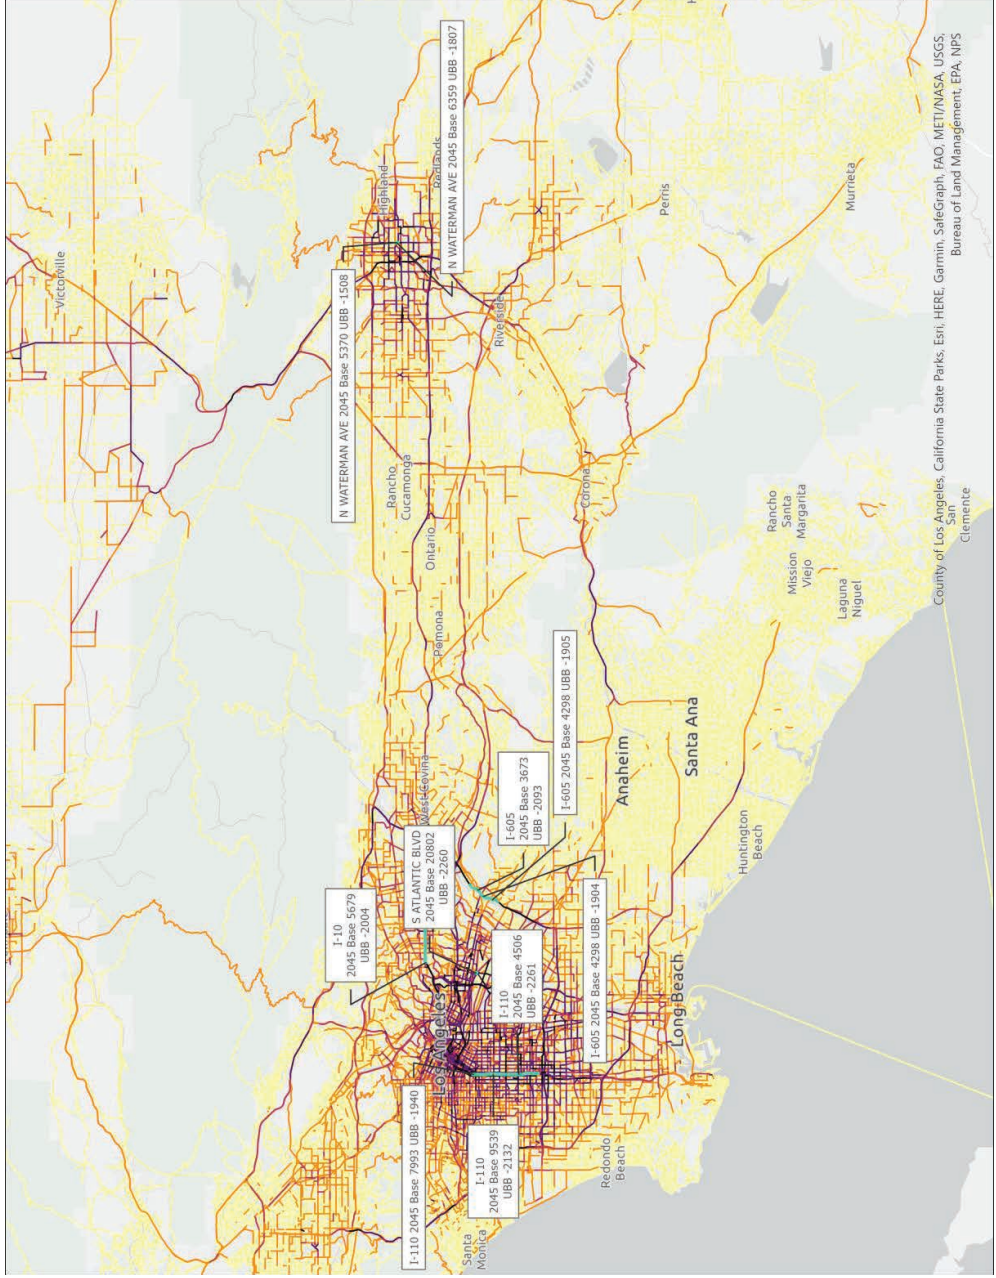 Victorville
N WATERMAN AVE 2045 Base 5370 UBB -1508
N WATERMAN AVE 2045 Base 6359 UBB -1807
Highland
Redlands
Rancho
Cucamonga
Ontario
Pomona
West Covina
Riverside
Perris
Murrieta
Corona
I-10
2045 Base 5679
UBB -2004
S ATLANTIC BLVD
2045 Base 20802
UBB -2260
I-605
2045 Base 3673
UBB -2093
I-605 2045 Base 4298 UBB -1905
I-110 2045 Base 7993 UBB -1940
Los Angeles
I-110
2045 Base 4506
UBB -2261
I-110
2045 Base 9539
UBB -2132
I-605 2045 Base 4298 UBB -1904
Santa
Monica
Redondo
Beach
Long Beach
Anaheim
Santa Ana
Huntington
Beach
Rancho
Santa
Margarita
Mission
Viejo
Laguna
Niguel
San
Clemente
County of Los Angeles, California State Parks, Esri, HERE, Garmin, SafeGraph, FAO, METI/NASA, USGS,
Bureau of Land Management, EPA, NPS